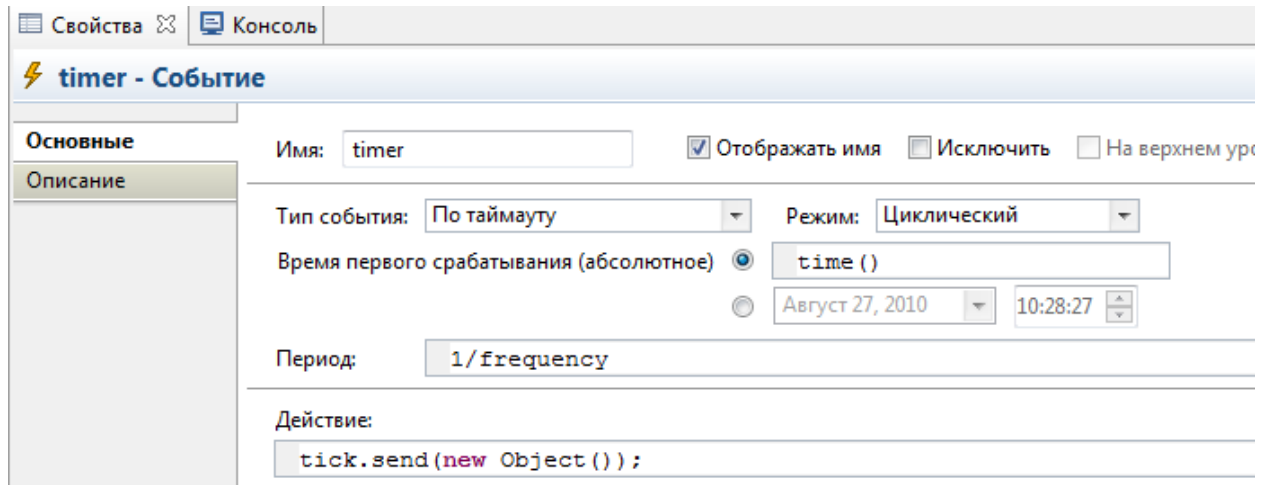 Свойства Консоль
timer - Событие
Основные
Описание
Имя: timer Отображать имя Исключить На верхнем уро
Тип события: По таймауту Режим: Циклический
Время первого срабатывания (абсолютное) time()
Август 27, 2010 10:28:27
Период: 1/frequency
Действие:
tick.send(new Object());